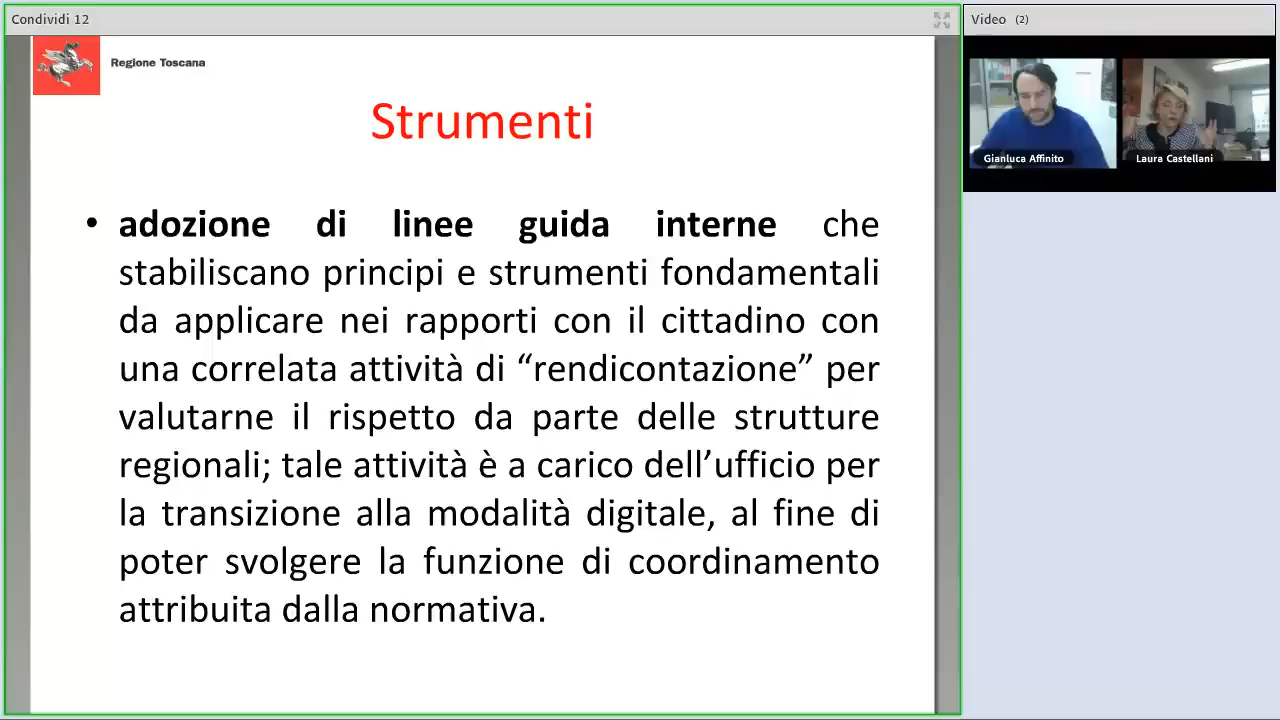 Condividi 12
Video (2)
Regione Toscana
Strumenti
• adozione di linee guida interne che
stabiliscano principi e strumenti fondamentali
da applicare nei rapporti con il cittadino con
una correlata attività di “rendicontazione” per
valutarne il rispetto da parte delle strutture
regionali; tale attività è a carico dell’ufficio per
la transizione alla modalità digitale, al fine di
poter svolgere la funzione di coordinamento
attribuita dalla normativa.
Gianluca Affinito
Laura Castellani